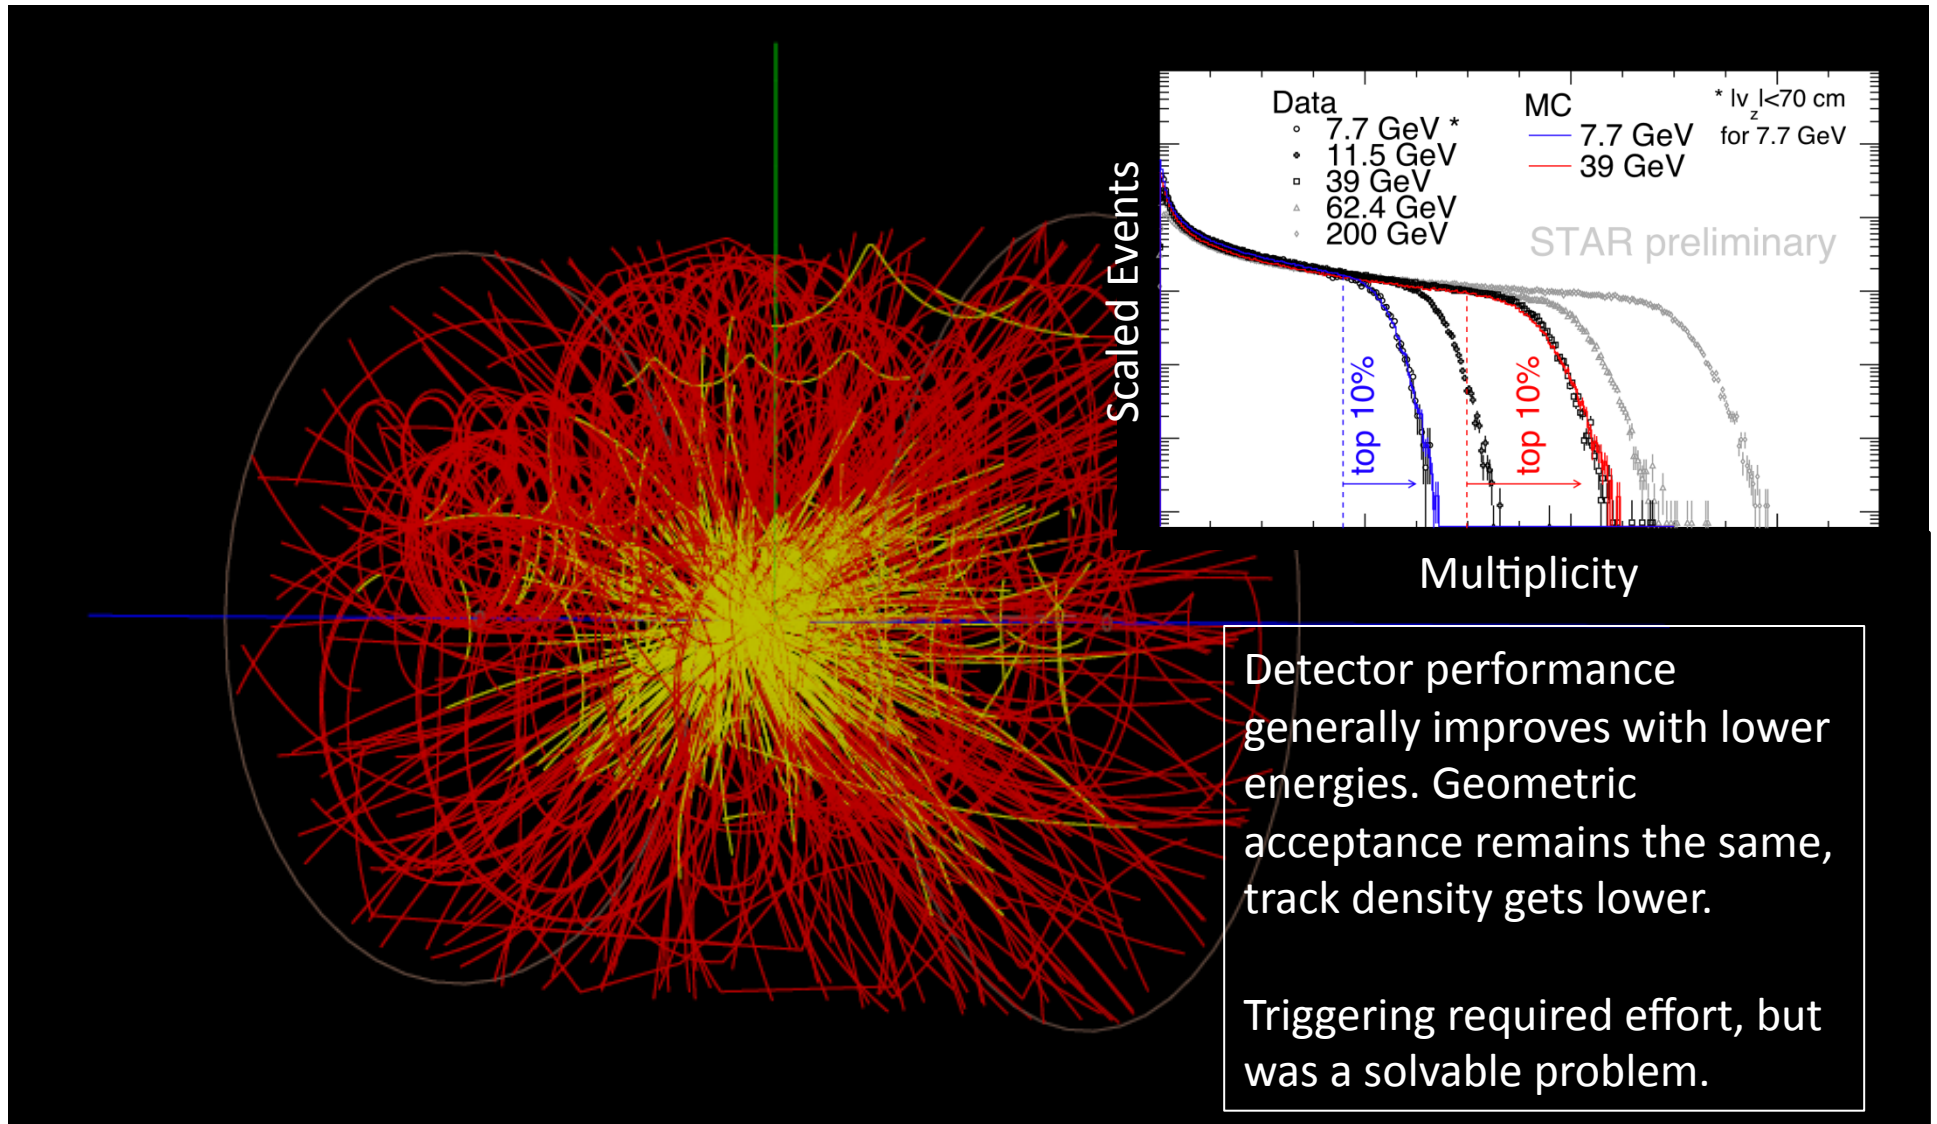 Data
7.7 GeV *
11.5 GeV
39 GeV
62.4 GeV
200 GeV
MC
7.7 GeV
39 GeV
* |v_z|<70 cm
for 7.7 GeV
STAR preliminary
Scaled Events
top 10%
top 10%
Multiplicity
Detector performance
generally improves with lower
energies. Geometric
acceptance remains the same,
track density gets lower.
Triggering required effort, but
was a solvable problem.